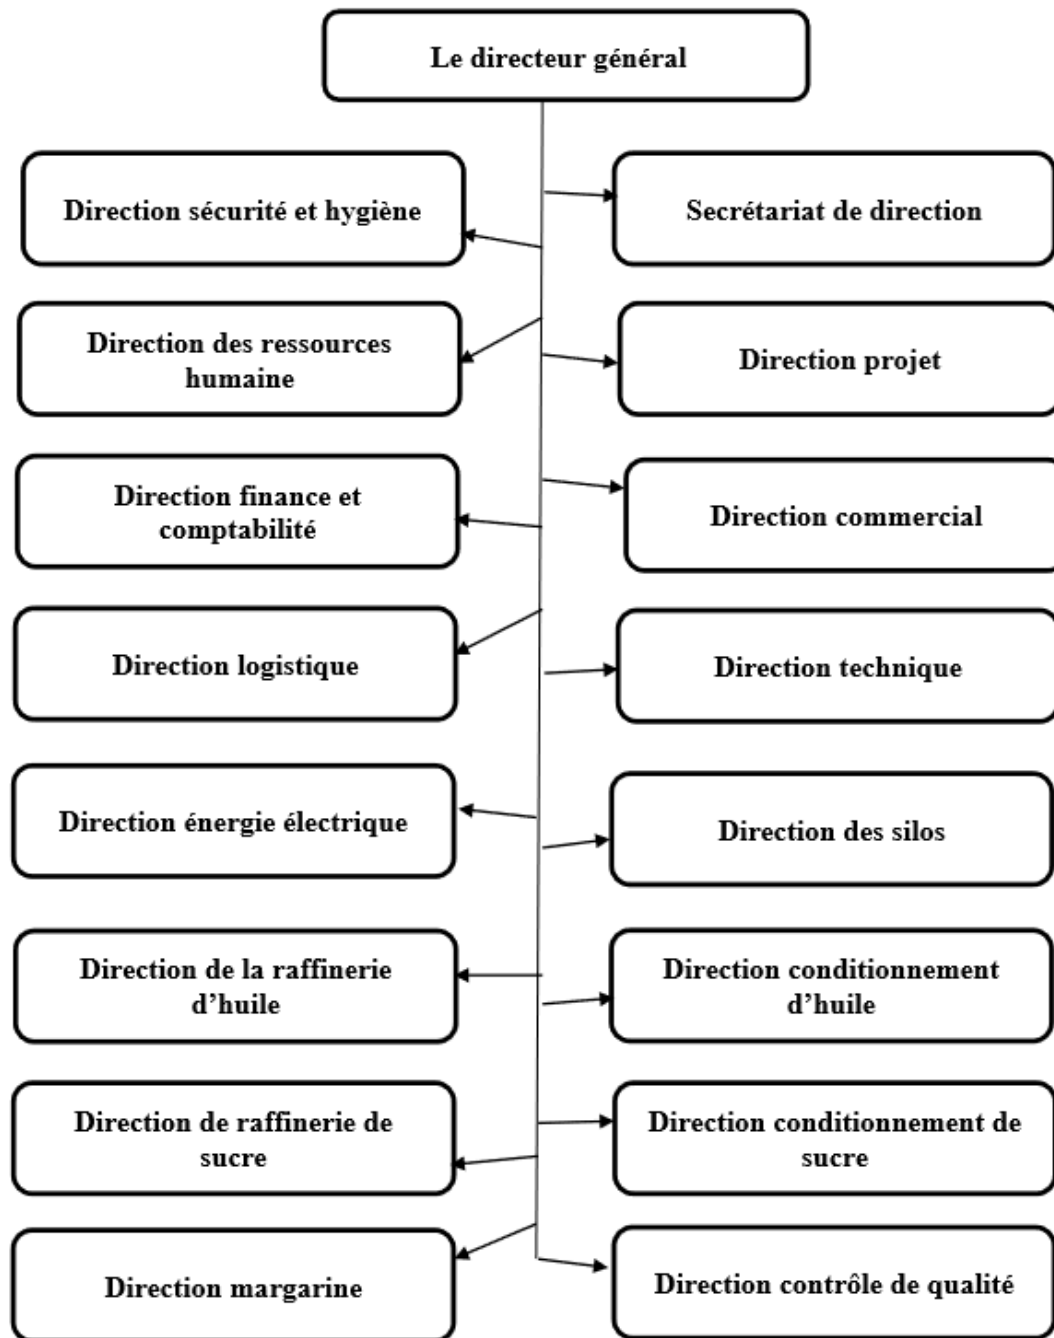 Le directeur général
Direction sécurité et hygiène
Secrétariat de direction
Direction des ressources
humaine
Direction projet
Direction finance et
comptabilité
Direction commercial
Direction logistique
Direction technique
Direction énergie électrique
Direction des silos
Direction de la raffinerie
d’huile
Direction conditionnement
d’huile
Direction de raffinerie de
sucre
Direction conditionnement de
sucre
Direction margarine
Direction contrôle de qualité